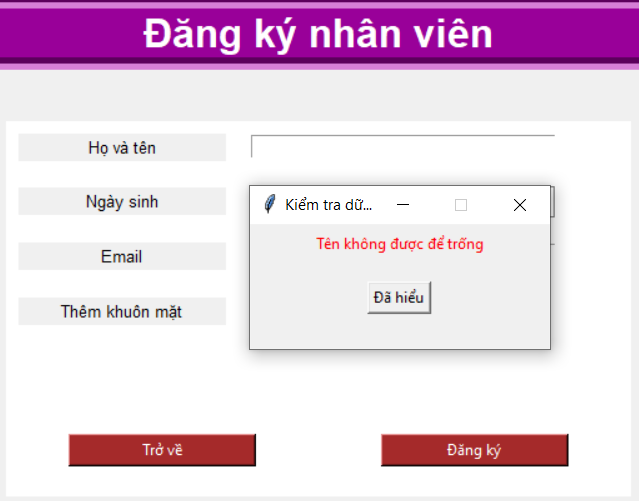 Đăng ký nhân viên
Họ và tên
Ngày sinh
Kiểm tra dữ...
Tên không được để trống
Email
Đã hiểu
Thêm khuôn mặt
Trở về
Đăng ký